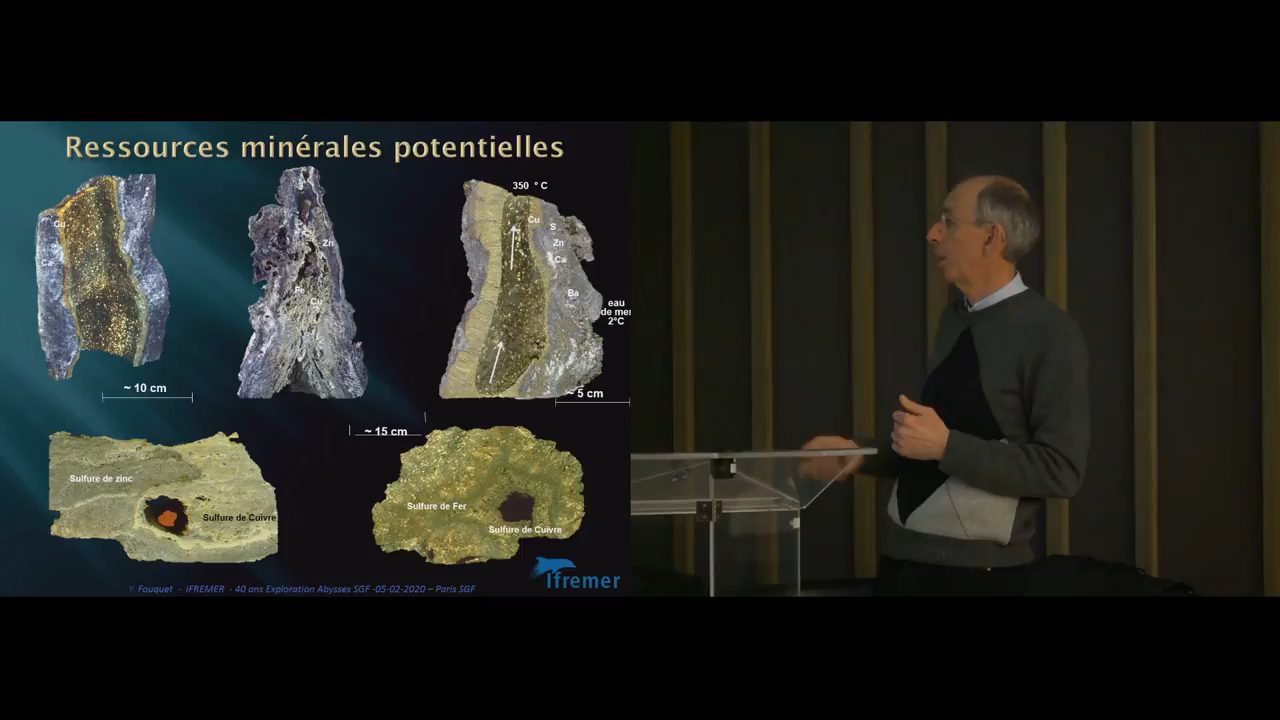 Ressources minérales potentielles
350 °C
Cu
Cu
S
Zn
Zn
Ca
Ca
Fe
Cu
Ba
eau
de mer
2°C
~ 10 cm
~ 5 cm
~ 15 cm
Sulfure de zinc
Sulfure de Cuivre
Sulfure de Fer
Sulfure de Cuivre
Ifremer
Y. Fouquet - IFREMER - 40 ans Exploration Abysses SGF -05-02-2020 – Paris SGF